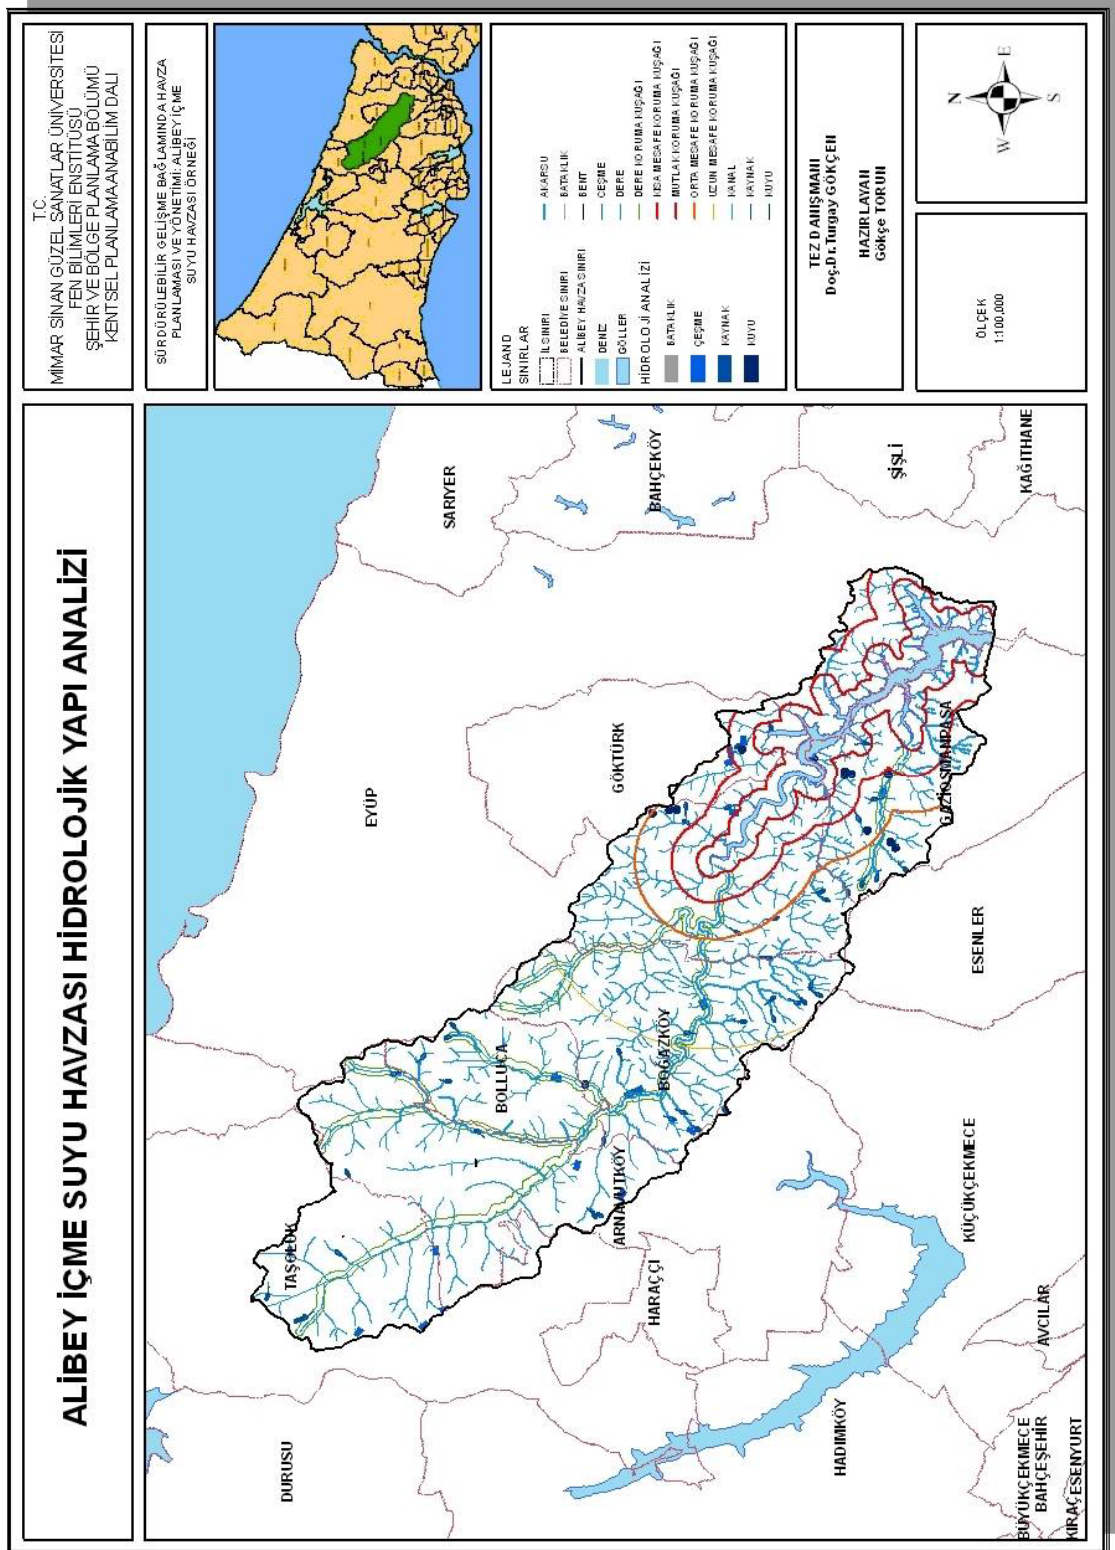 ALİBEY İÇME SUYU HAVZASI HİDROLOJİK YAPI ANALİZİ
T.C.
MİMAR SİNAN GÜZEL SANATLAR ÜNİVERSİTESİ
FEN BİLİMLERİ ENSTİTÜSÜ
ŞEHİR VE BÖLGE PLANLAMA BÖLÜMÜ
KENTSEL PLANLAMA ANABİLİM DALI
SÜRDÜRÜLEBİLİR GELİŞME BAĞLAMINDA HAVZA
PLANLAMASI VE YÖNETİMİ: ALİBEY İÇME
SUYU HAVZASI ÖRNEĞİ
LEJAND
SINIRLAR
İL SINIRI
BELEDİYE SINIRI
ALİBEY HAVZA SINIRI
DENİZ
GÖLLER
HİDROLOJİ ANALİZİ
BATAKLIK
ÇEŞME
KAYNAK
KUYU
AKARSU
BATAKLIK
BENT
ÇEŞME
DERE
DERE KORUMA KUŞAĞI
KISA MESAFE KORUMA KUŞAĞI
MUTLAK KORUMA KUŞAĞI
ORTA MESAFE KORUMA KUŞAĞI
UZUN MESAFE KORUMA KUŞAĞI
KANAL
KAYNAK
KUYU
TEZ DANIŞMANI
Doç.Dr.Turgay GÖKÇEN
HAZIRLAYAN
Gökçe TORUN
ÖLÇEK
1:100,000
N
W
E
S
DURUSU
EYÜP
SARIYER
TAŞOLUK
BOLLUCA
GÖKTÜRK
BAHÇEKÖY
HARAÇÇI
ARNAVUTKÖY
BOĞAZKÖY
HADIMKÖY
ŞİŞLİ
GAZİOSMANPAŞA
KÜÇÜKÇEKMECE
ESENLER
KAĞITHANE
BÜYÜKÇEKMECE
BAHÇEŞEHİR
AVCILAR
KIRAÇ
ESENYURT